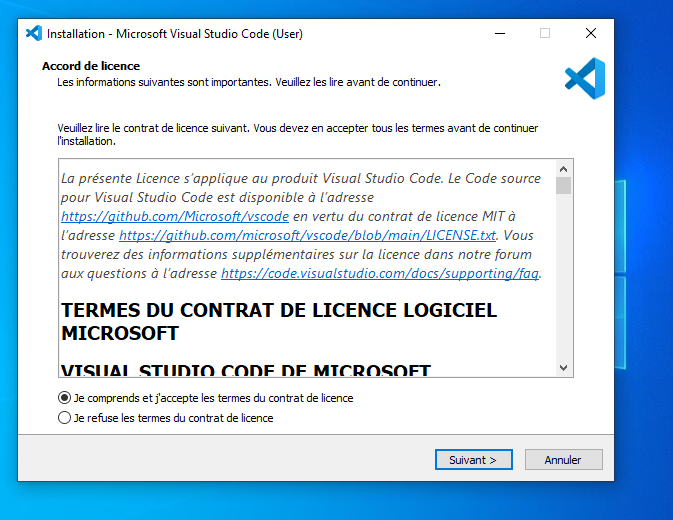 Installation - Microsoft Visual Studio Code (User)
Accord de licence
Les informations suivantes sont importantes. Veuillez les lire avant de continuer.
Veuillez lire le contrat de licence suivant. Vous devez en accepter tous les termes avant de continuer
l'installation.
La présente Licence s'applique au produit Visual Studio Code. Le Code source
pour Visual Studio Code est disponible à l'adresse
https://github.com/Microsoft/vscode en vertu du contrat de licence MIT à
l'adresse https://github.com/microsoft/vscode/blob/main/LICENSE.txt. Vous
trouverez des informations supplémentaires sur la licence dans notre forum
aux questions à l'adresse https://code.visualstudio.com/docs/supporting/faq.
TERMES DU CONTRAT DE LICENCE LOGICIEL
MICROSOFT
VISUAL STUDIO CODE DE MICROSOFT
Je comprends et j'accepte les termes du contrat de licence
Je refuse les termes du contrat de licence
Suivant >
Annuler